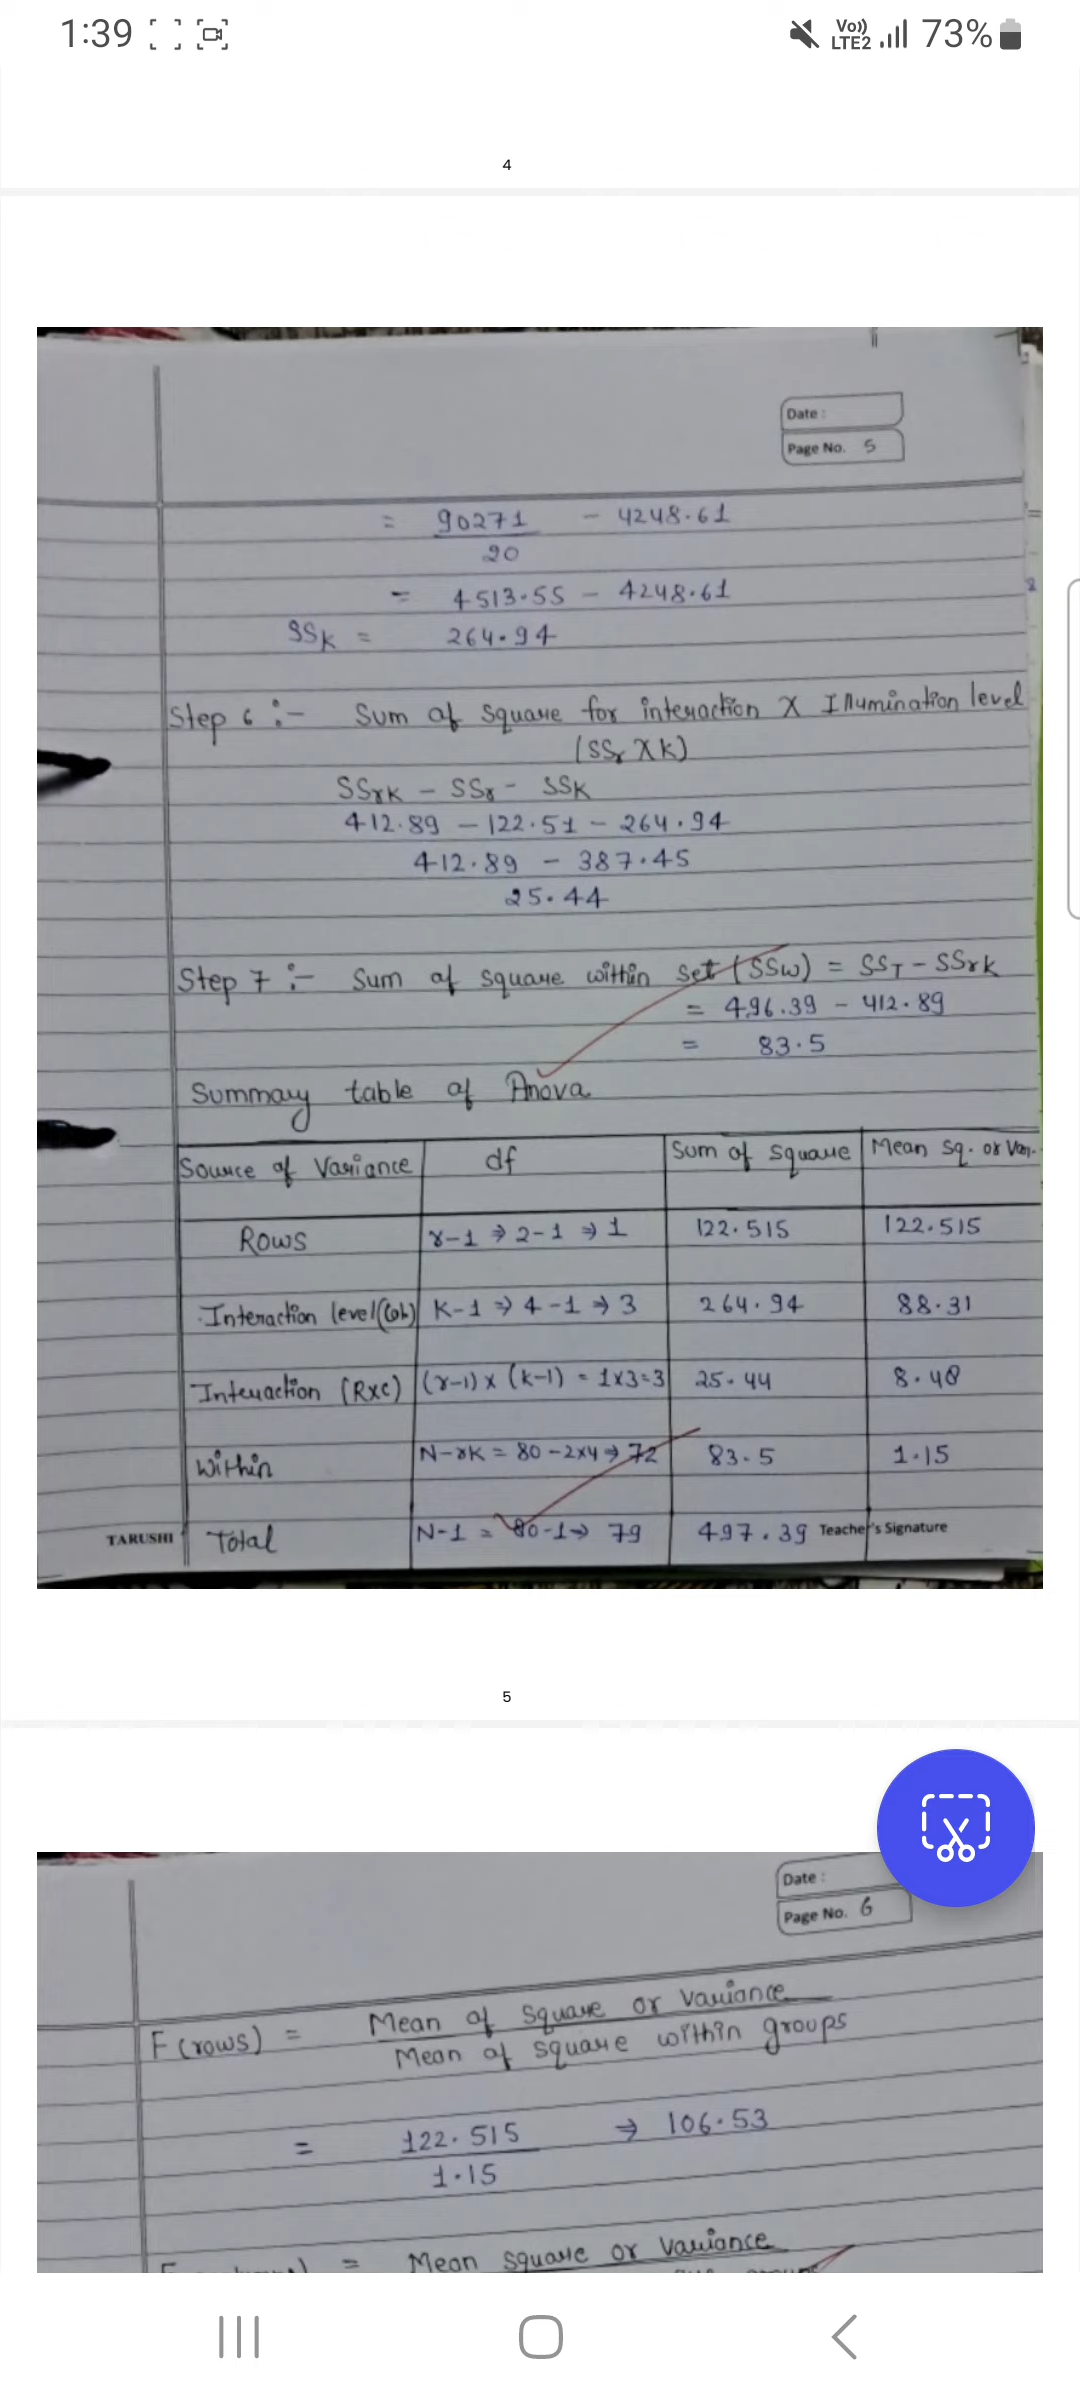 1:39
Vo)) LTE2 73%
4
Date :
Page No. 5
= 90271 - 4248.61
20
= 4513.55 - 4248.61
SSK = 264.94
Step 6 :- Sum of square for interaction X Illumination level
(SSr XK)
SSrK - SSr - SSK
412.89 - 122.51 - 264.94
412.89 - 387.45
25.44
Step 7 :- Sum of square within set (SSW) = SST - SSrK
= 496.39 - 412.89
= 83.5
Summary table of Anova
Source of Variance df Sum of square Mean sq. or Van.
Rows r-1 ⇒ 2-1 ⇒ 1 122.515 122.515
Interaction level (Col) K-1 ⇒ 4-1 ⇒ 3 264.94 88.31
Interaction (RxC) (r-1) x (k-1) = 1x3=3 25.44 8.48
Within N-rK = 80-2x4 ⇒ 72 83.5 1.15
TARUSHI Total N-1 = 80-1 ⇒ 79 497.39 Teacher's Signature
5
Date :
Page No. 6
F (rows) = Mean of square or variance
Mean of square within groups
= 122.515 ⇒ 106.53
1.15
= Mean square or variance